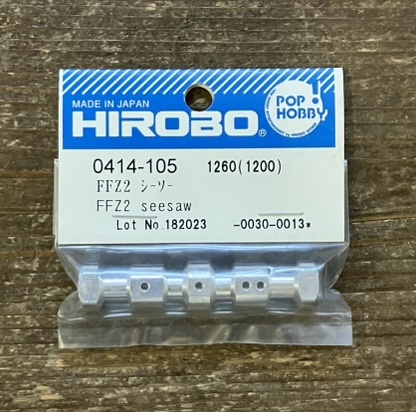 MADE IN JAPAN
HIROBO®
POP HOBBY
0414-105 1260(1200)
FFZ2 シーソー
FFZ2 seesaw
Lot No.182023 -0030-0013*